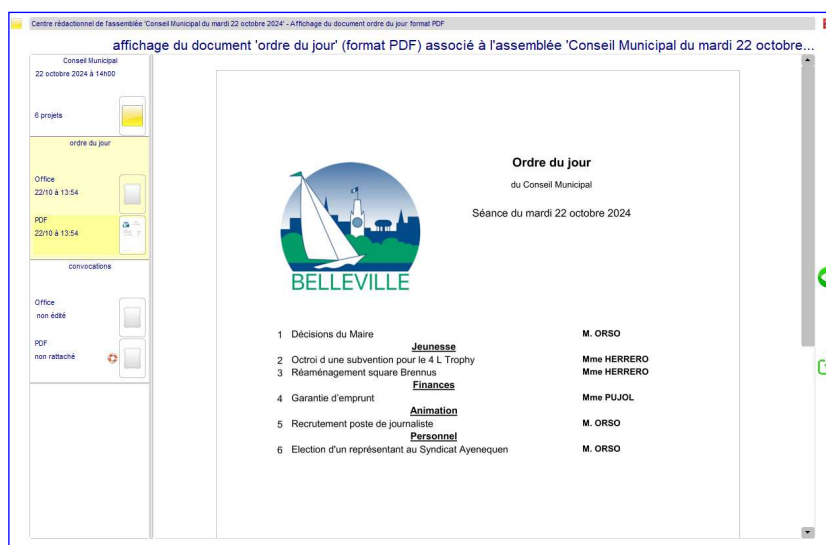 Centre rédactionnel de l'assemblée 'Conseil Municipal du mardi 22 octobre 2024' - Affichage du document ordre du jour format PDF
affichage du document 'ordre du jour' (format PDF) associé à l'assemblée 'Conseil Municipal du mardi 22 octobre...
Conseil Municipal
22 octobre 2024 à 14h00
6 projets
ordre du jour
Office
22/10 à 13:54
PDF
22/10 à 13:54
convocations
Office
non édité
PDF
non rattaché
BELLEVILLE
Ordre du jour
du Conseil Municipal
Séance du mardi 22 octobre 2024
1 Décisions du Maire M. ORSO
Jeunesse
2 Octroi d une subvention pour le 4 L Trophy Mme HERRERO
3 Réaménagement square Brennus Mme HERRERO
Finances
4 Garantie d'emprunt Mme PUJOL
Animation
5 Recrutement poste de journaliste M. ORSO
Personnel
6 Election d'un représentant au Syndicat Ayenequen M. ORSO